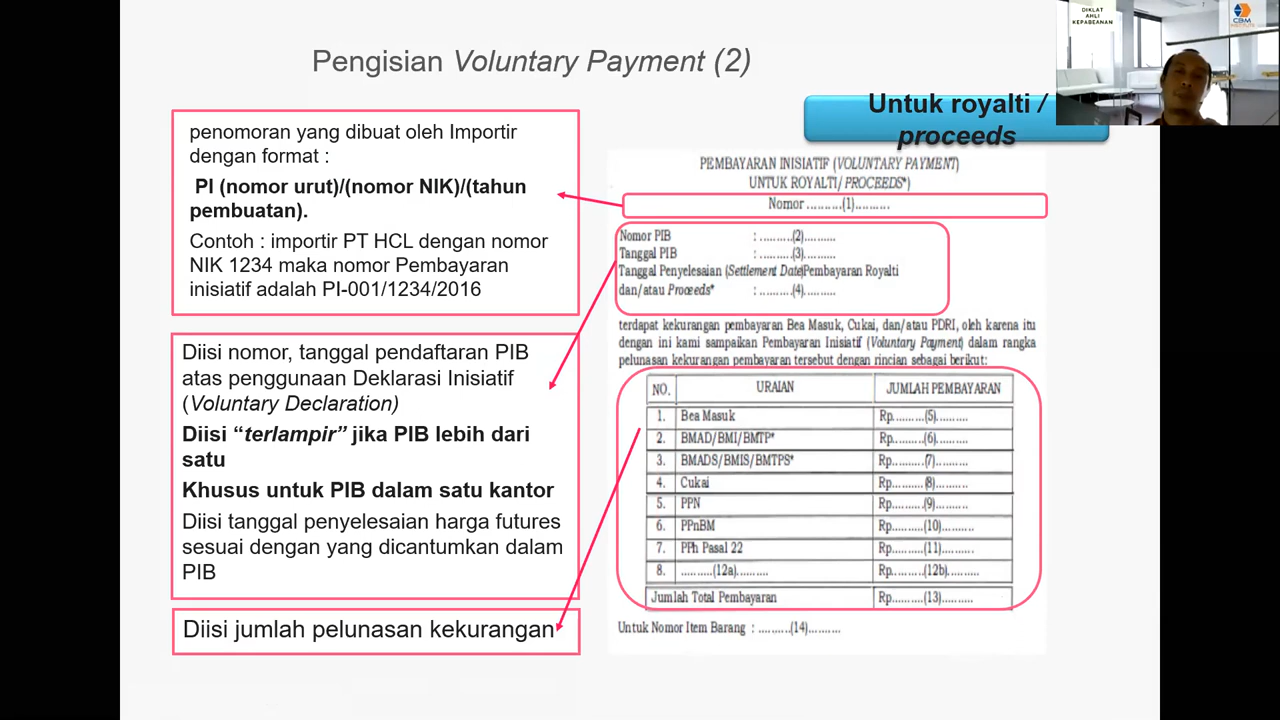 DIKLAT
AHLI
KEPABEANAN
CBM
Pengisian Voluntary Payment (2)
Untuk royalti /
proceeds
penomoran yang dibuat oleh Importir
dengan format :
PI (nomor urut)/(nomor NIK)/(tahun
pembuatan).
Contoh : importir PT HCL dengan nomor
NIK 1234 maka nomor Pembayaran
inisiatif adalah PI-001/1234/2016
Diisi nomor, tanggal pendaftaran PIB
atas penggunaan Deklarasi Inisiatif
(Voluntary Declaration)
Diisi “terlampir” jika PIB lebih dari
satu
Khusus untuk PIB dalam satu kantor
Diisi tanggal penyelesaian harga futures
sesuai dengan yang dicantumkan dalam
PIB
Diisi jumlah pelunasan kekurangan
PEMBAYARAN INISIATIF (VOLUNTARY PAYMENT)
UNTUK ROYALTI/ PROCEEDS*)
Nomor ..........(1)..........
Nomor PIB : ..........(2).........
Tanggal PIB : ..........(3).........
Tanggal Penyelesaian (Settlement Date)Pembayaran Royalti
dan/atau Proceeds* : ..........(4).........
terdapat kekurangan pembayaran Bea Masuk, Cukai, dan/atau PDRI, oleh karena itu
dengan ini kami sampaikan Pembayaran Inisiatif (Voluntary Payment) dalam rangka
pelunasan kekurangan pembayaran tersebut dengan rincian sebagai berikut:
NO. URAIAN JUMLAH PEMBAYARAN
1. Bea Masuk Rp.........(5)..........
2. BMAD/BMI/BMTP* Rp.........(6)..........
3. BMADS/BMIS/BMTPS* Rp.........(7)..........
4. Cukai Rp.........(8)..........
5. PPN Rp.........(9)..........
6. PPnBM Rp.........(10)..........
7. PPh Pasal 22 Rp.........(11)..........
8. .........(12a)......... Rp.........(12b)..........
Jumlah Total Pembayaran Rp.........(13)..........
Untuk Nomor Item Barang : ..........(14).........